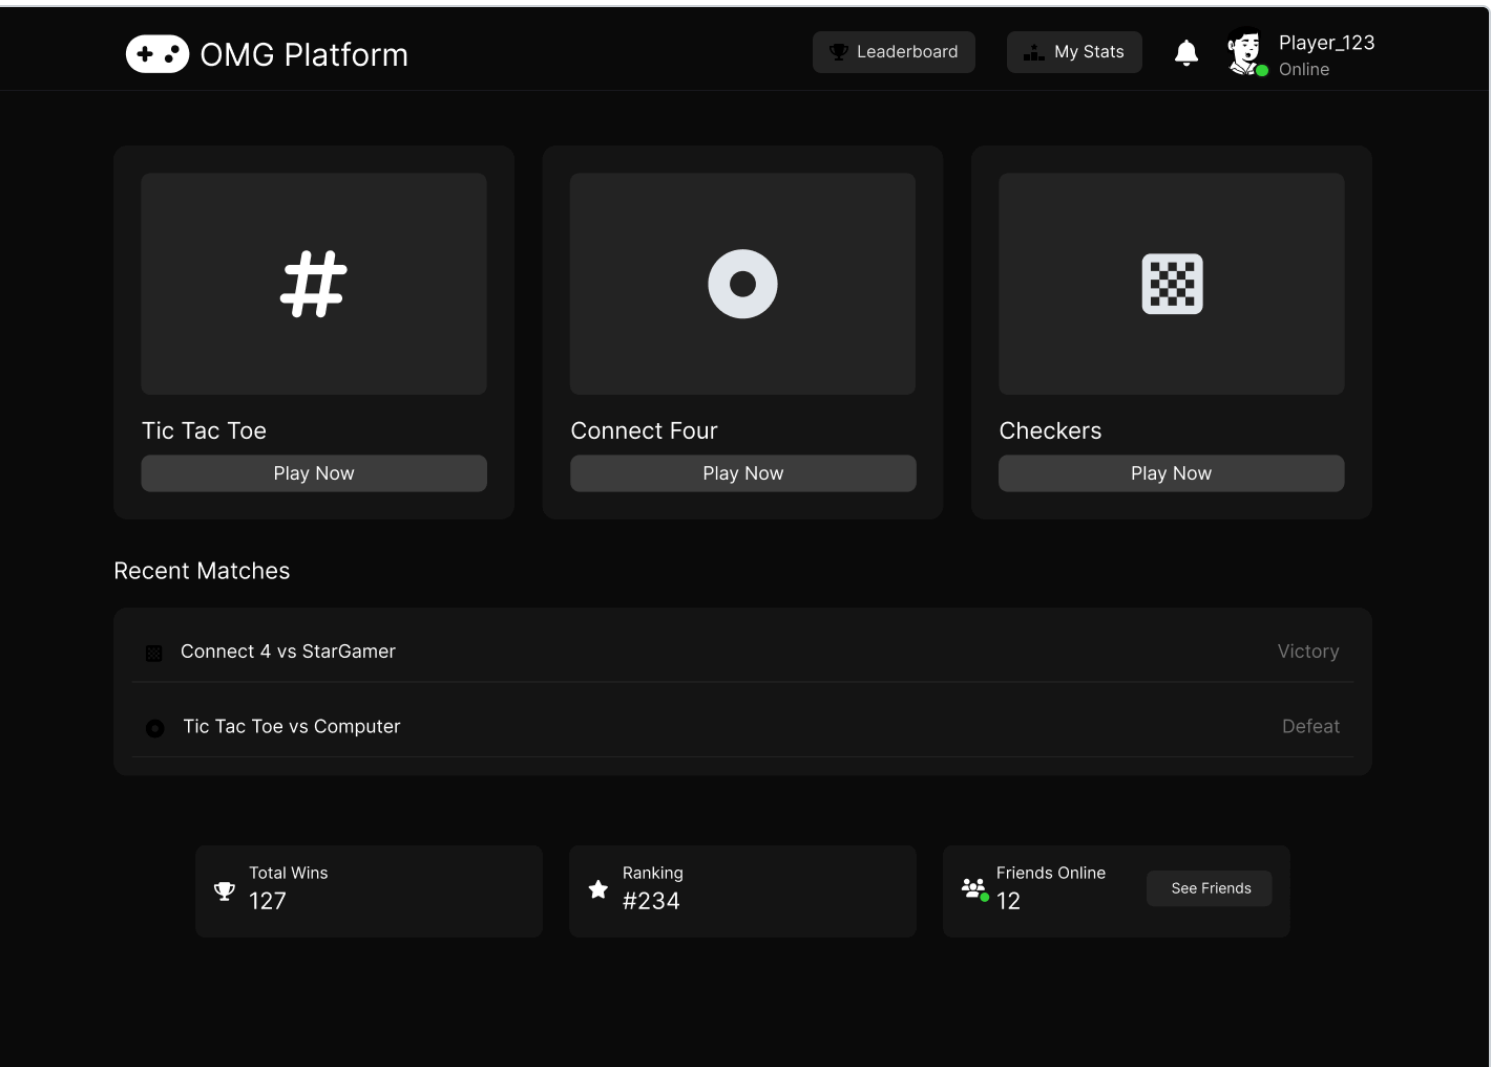 OMG Platform
Leaderboard
My Stats
Player_123
Online
Tic Tac Toe
Play Now
Connect Four
Play Now
Checkers
Play Now
Recent Matches
Connect 4 vs StarGamer
Victory
Tic Tac Toe vs Computer
Defeat
Total Wins
127
Ranking
#234
Friends Online
12
See Friends